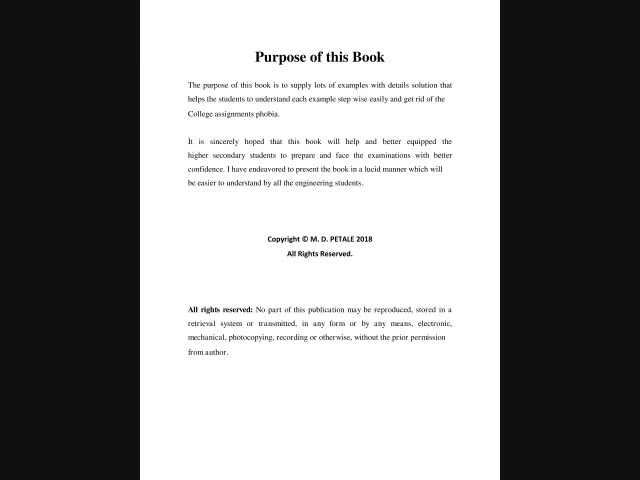 Purpose of this Book
The purpose of this book is to supply lots of examples with details solution that
helps the students to understand each example step wise easily and get rid of the
College assignments phobia.
It is sincerely hoped that this book will help and better equipped the
higher secondary students to prepare and face the examinations with better
confidence. I have endeavored to present the book in a lucid manner which will
be easier to understand by all the engineering students.
Copyright © M. D. PETALE 2018
All Rights Reserved.
All rights reserved: No part of this publication may be reproduced, stored in a
retrieval system or transmitted, in any form or by any means, electronic,
mechanical, photocopying, recording or otherwise, without the prior permission
from author.